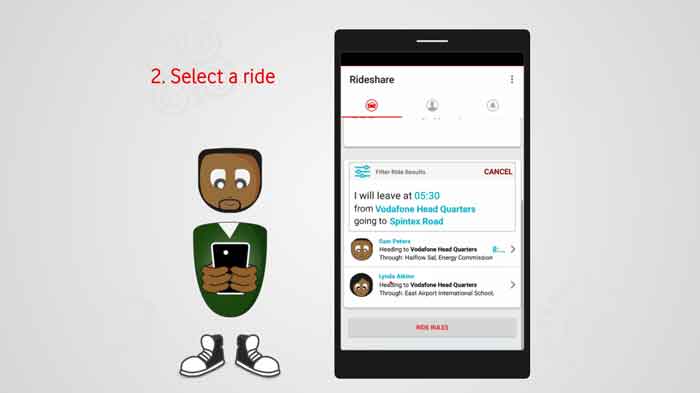 2. Select a ride
Rideshare
Filter Ride Results
CANCEL
I will leave at 05:30
from Vodafone Head Quarters
going to Spintex Road
Sam Peters
Heading to Vodafone Head Quarters 8:...
Through: Halflow Sal, Energy Commission
Lynda Atkins
Heading to Vodafone Head Quarters
Through: East Airport International School,
RIDE RULES